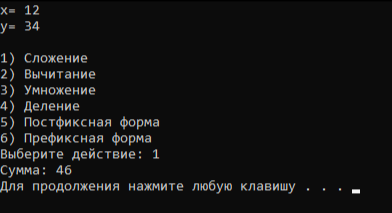 x= 12
y= 34
1) Сложение
2) Вычитание
3) Умножение
4) Деление
5) Постфиксная форма
6) Префиксная форма
Выберите действие: 1
Сумма: 46
Для продолжения нажмите любую клавишу . . .